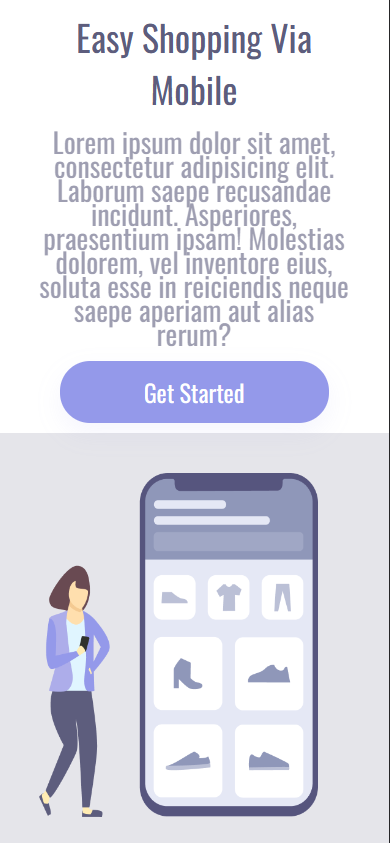 Easy Shopping Via
Mobile
Lorem ipsum dolor sit amet,
consectetur adipisicing elit.
Laborum saepe recusandae
incidunt. Asperiores,
praesentium ipsam! Molestias
dolorem, vel inventore eius,
soluta esse in reiciendis neque
saepe aperiam aut alias
rerum?
Get Started